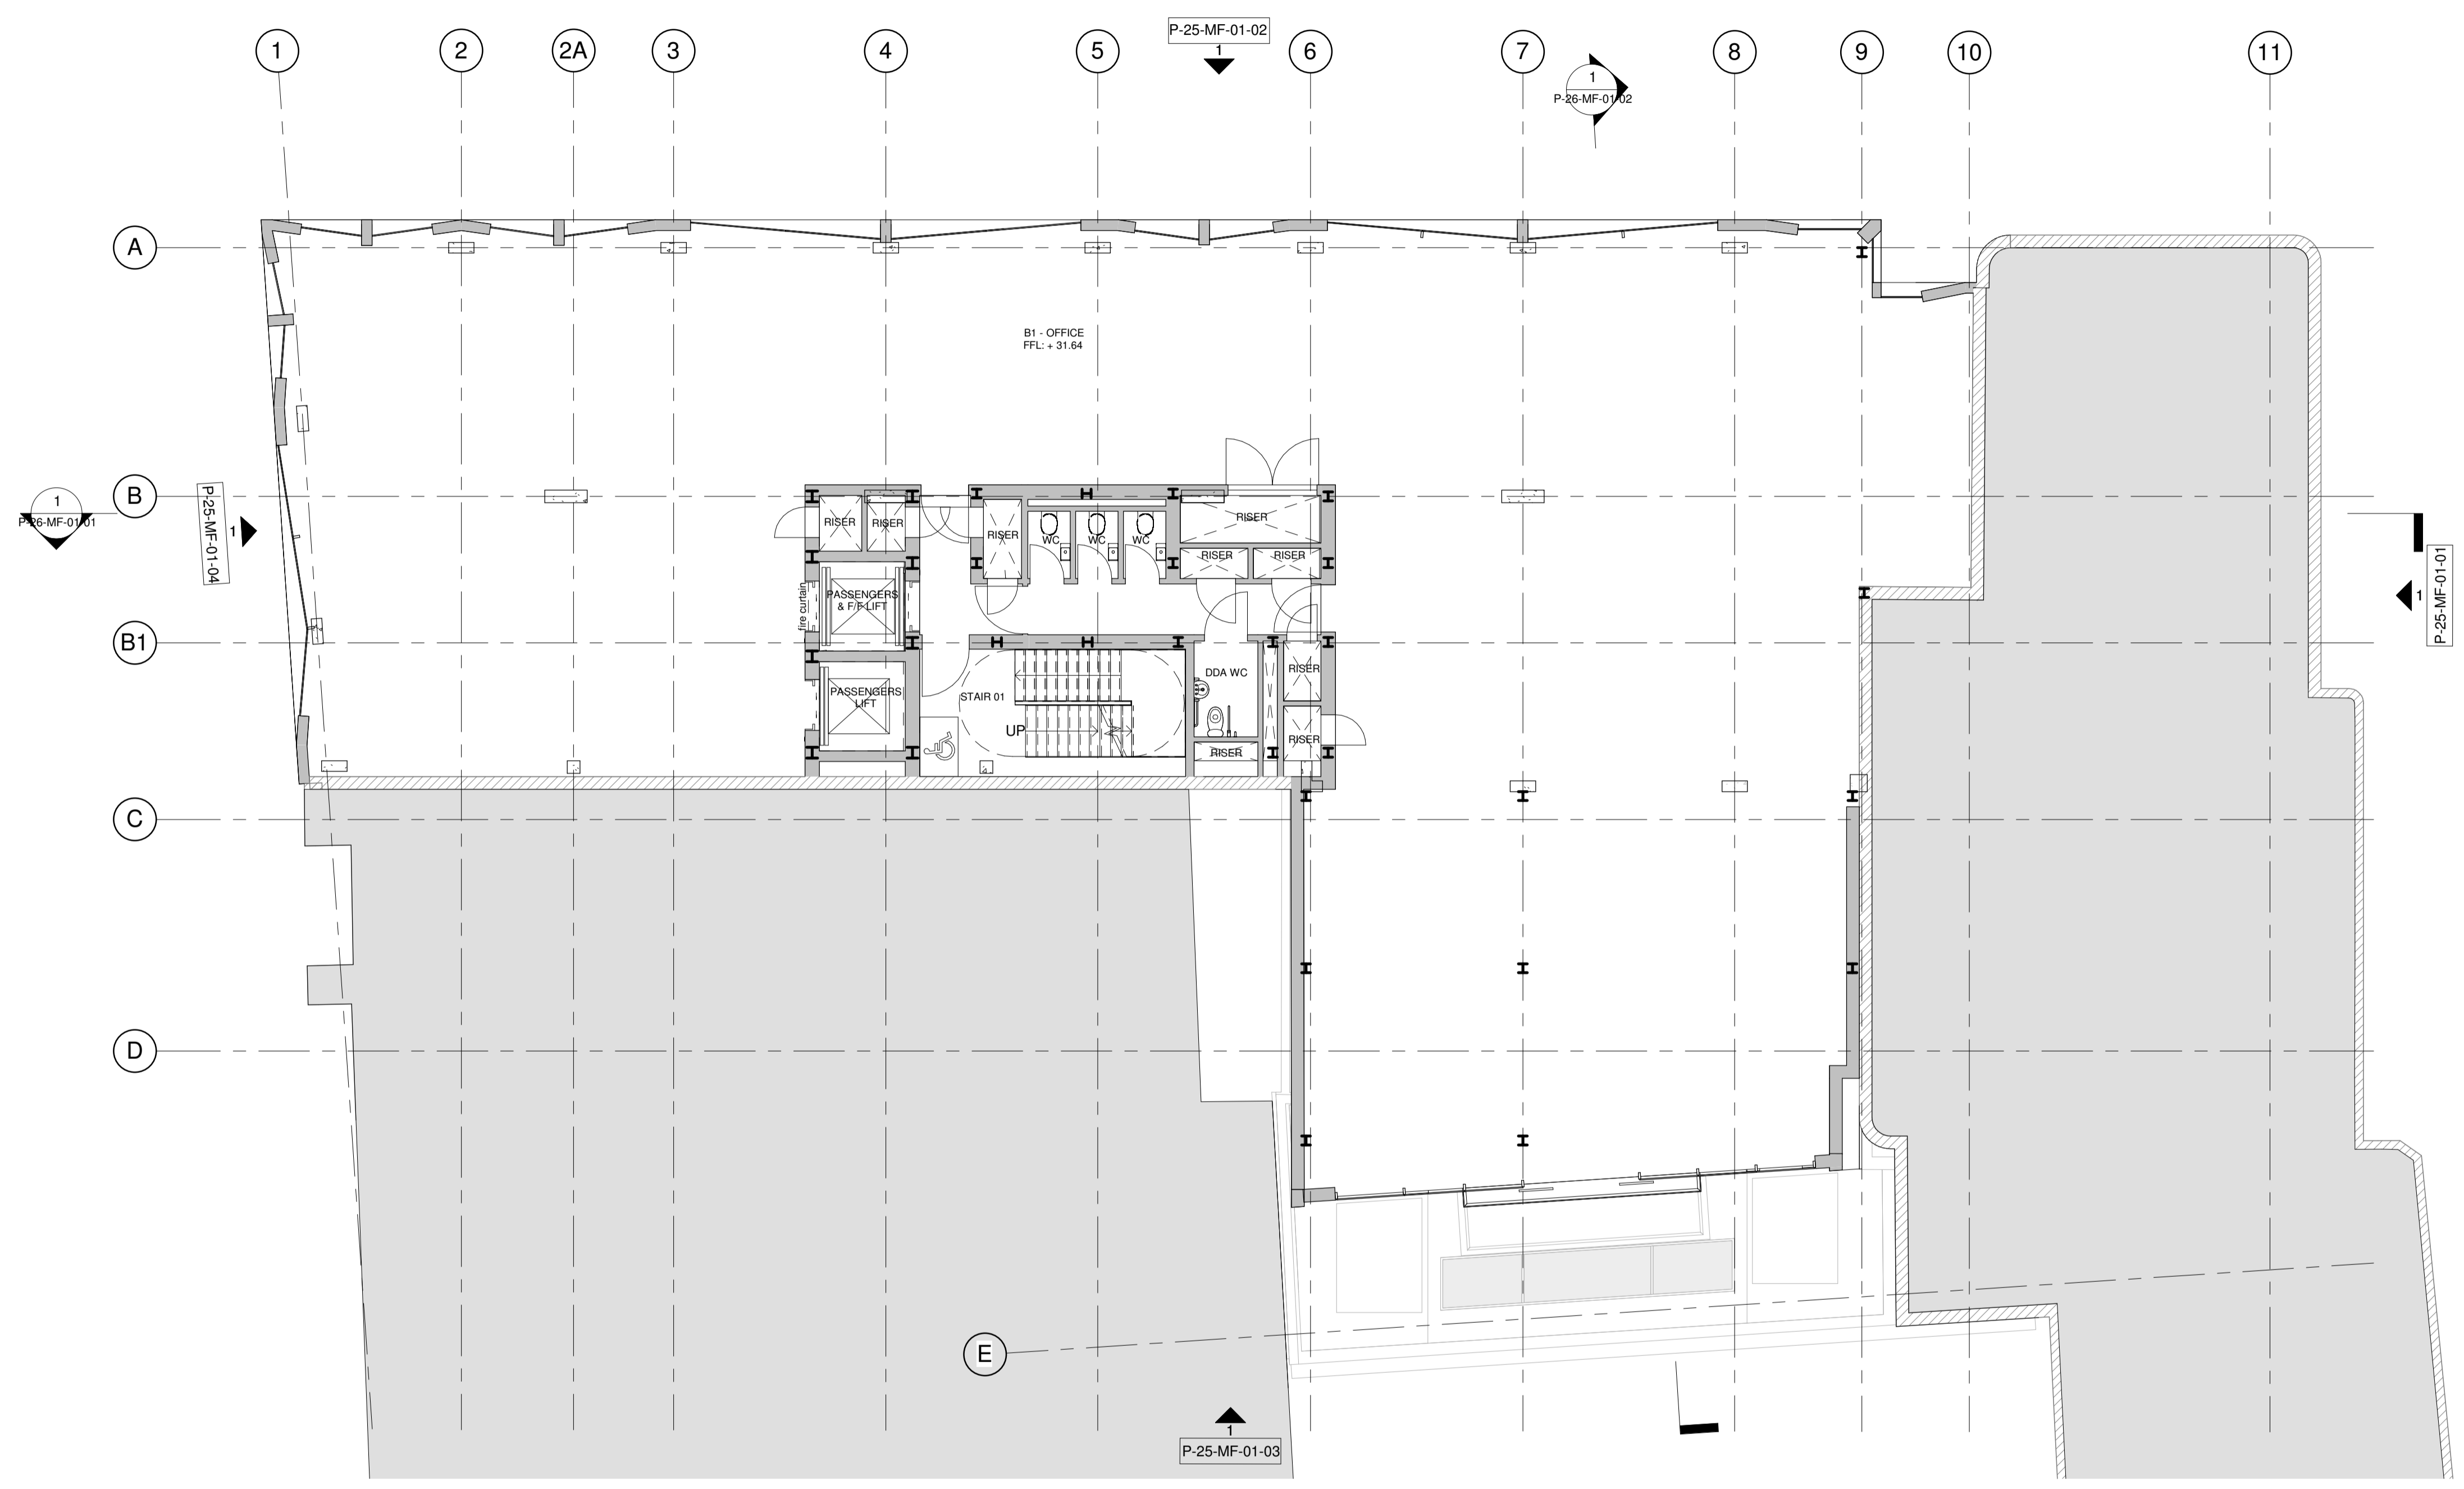 P-25-MF-01-02
1
1
2
2A
3
4
5
6
7
8
9
10
11
1
P-26-MF-01-02
A
B1 - OFFICE
FFL: + 31.64
B
1
P-26-MF-01-01
P-25-MF-01-04
1
RISER
RISER
RISER
WC
WC
WC
RISER
RISER
RISER
fire curtain
PASSENGERS
& F/F LIFT
P-25-MF-01-01
1
B1
PASSENGERS
LIFT
STAIR 01
UP
DDA WC
RISER
RISER
RISER
C
D
E
1
P-25-MF-01-03